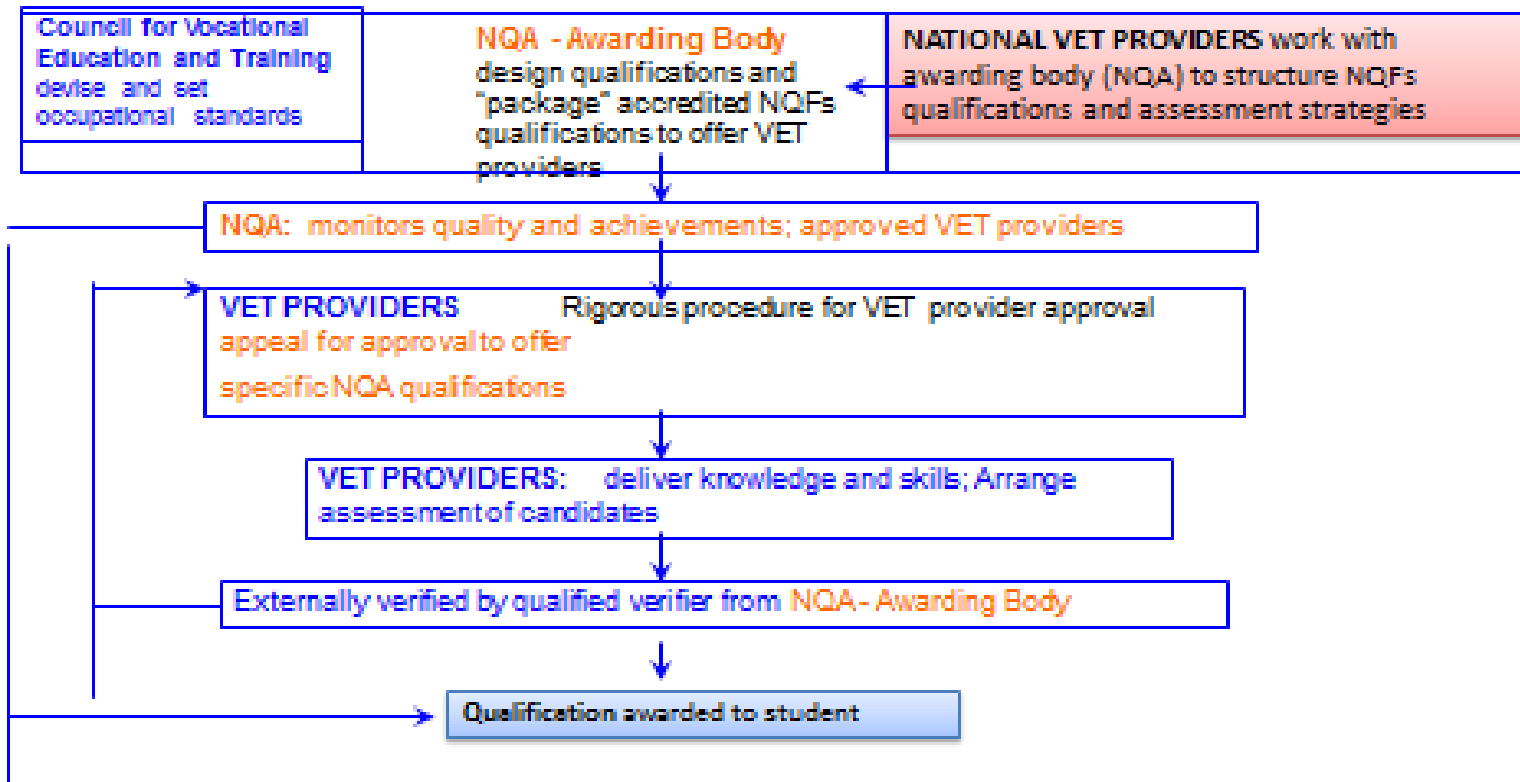 Council for Vocational
Education and Training
devise and set
occupational standards
NQA - Awarding Body
design qualifications and
"package" accredited NQFs
qualifications to offer VET
providers
NATIONAL VET PROVIDERS work with
awarding body (NQA) to structure NQFs
qualifications and assessment strategies
NQA: monitors quality and achievements; approved VET providers
VET PROVIDERS Rigorous procedure for VET provider approval
appeal for approval to offer
specific NQA qualifications
VET PROVIDERS: deliver knowledge and skills; Arrange
assessment of candidates
Externally verified by qualified verifier from NQA - Awarding Body
Qualification awarded to student